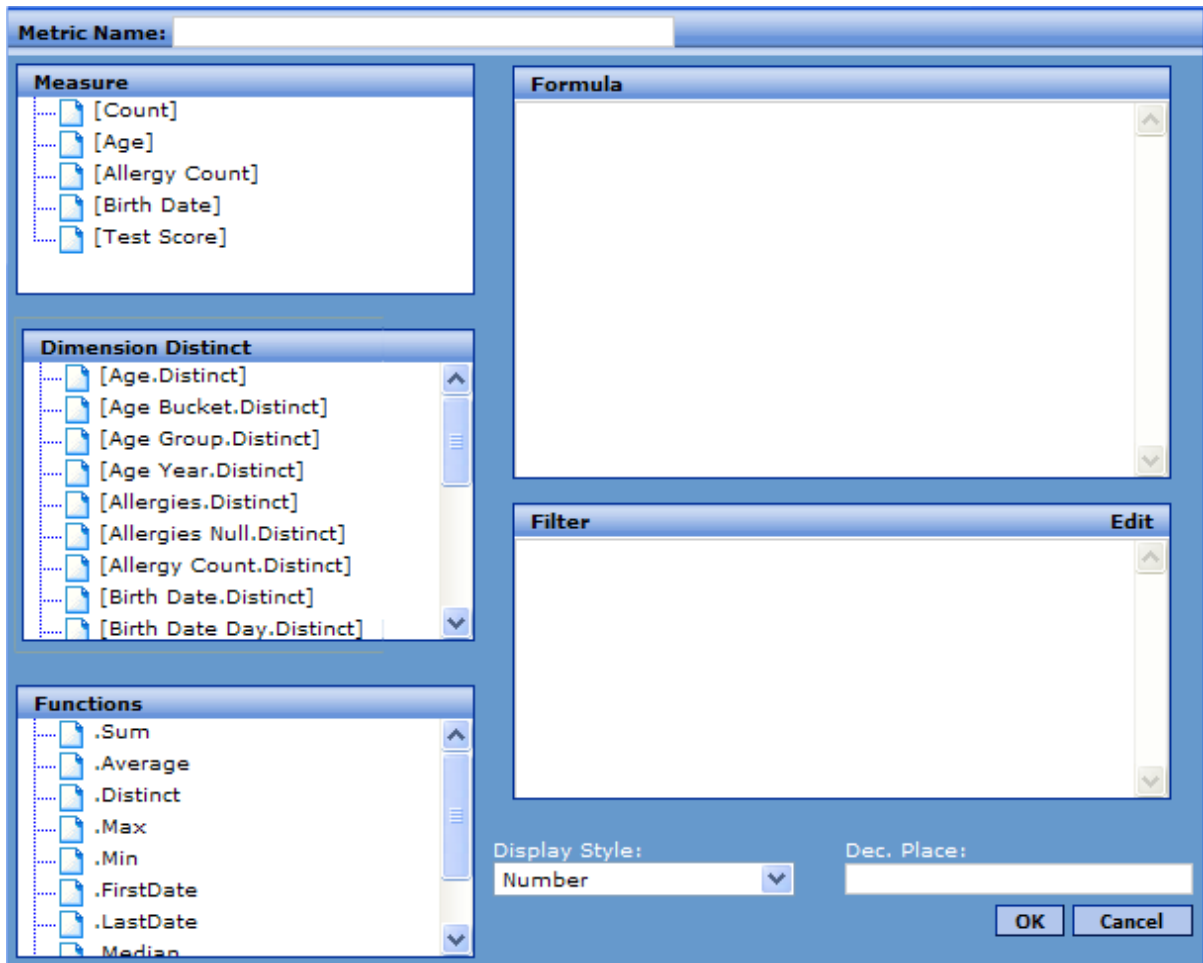 Metric Name:
Measure
[Count]
[Age]
[Allergy Count]
[Birth Date]
[Test Score]
Dimension Distinct
[Age.Distinct]
[Age Bucket.Distinct]
[Age Group.Distinct]
[Age Year.Distinct]
[Allergies.Distinct]
[Allergies Null.Distinct]
[Allergy Count.Distinct]
[Birth Date.Distinct]
[Birth Date Day.Distinct]
Functions
.Sum
.Average
.Distinct
.Max
.Min
.FirstDate
.LastDate
.Median
Formula
Filter Edit
Display Style: Dec. Place:
Number
OK Cancel